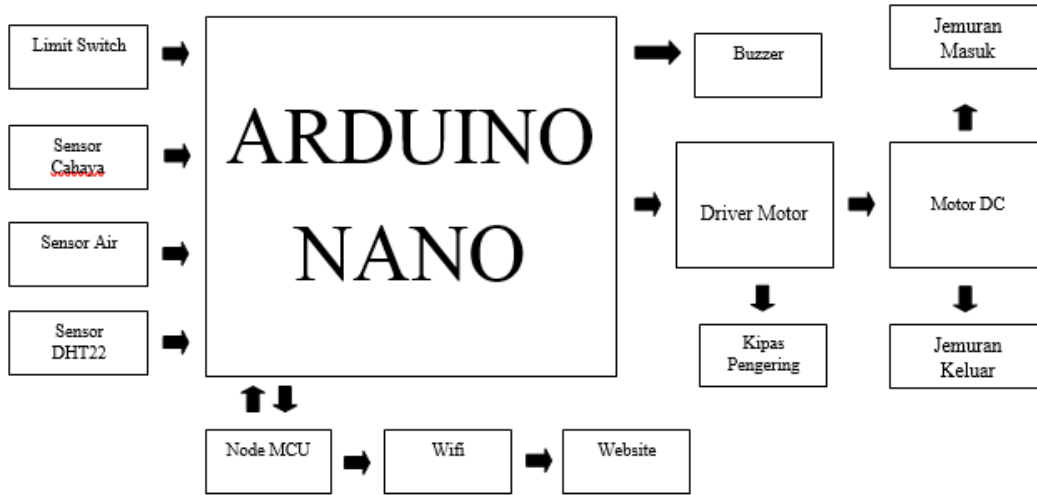 Limit Switch
Sensor
Cahaya
Sensor Air
Sensor
DHT22
ARDUINO
NANO
Buzzer
Driver Motor
Kipas
Pengering
Jemuran
Masuk
Motor DC
Jemuran
Keluar
Node MCU
Wifi
Website